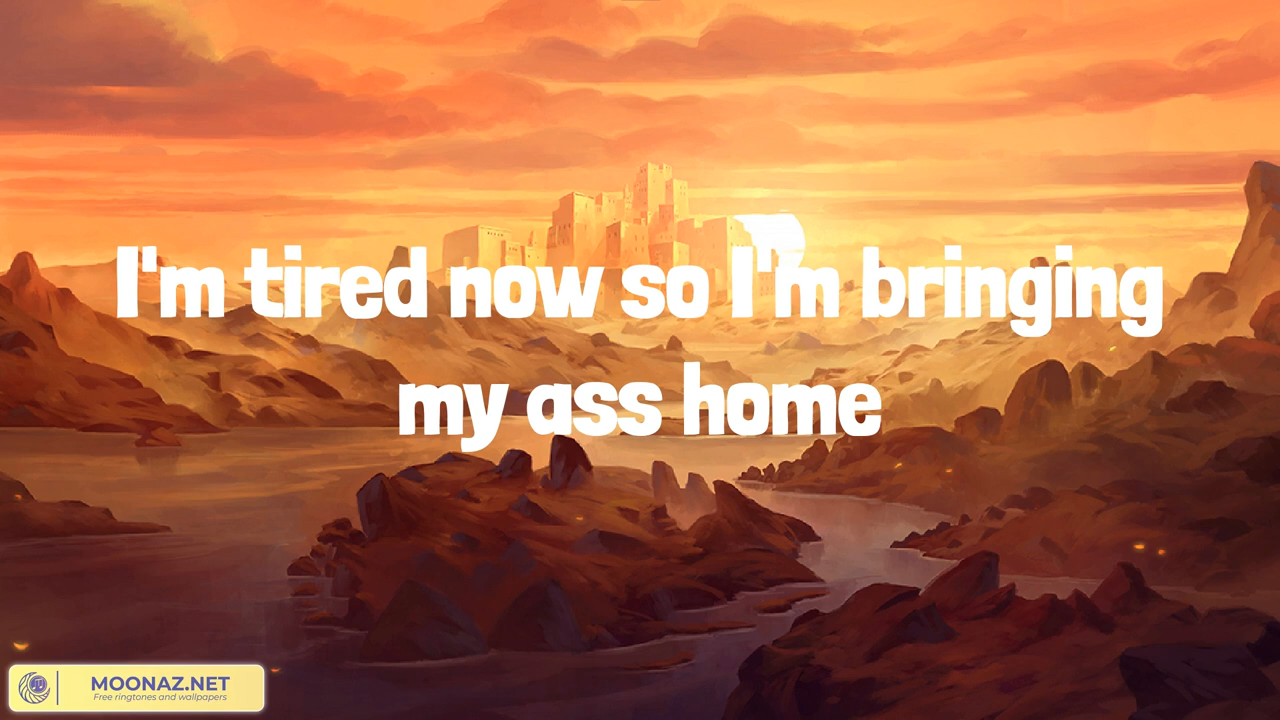 I'm tired now so I'm bringing
my ass home
MOONAZ.NET
Free ringtones and wallpapers